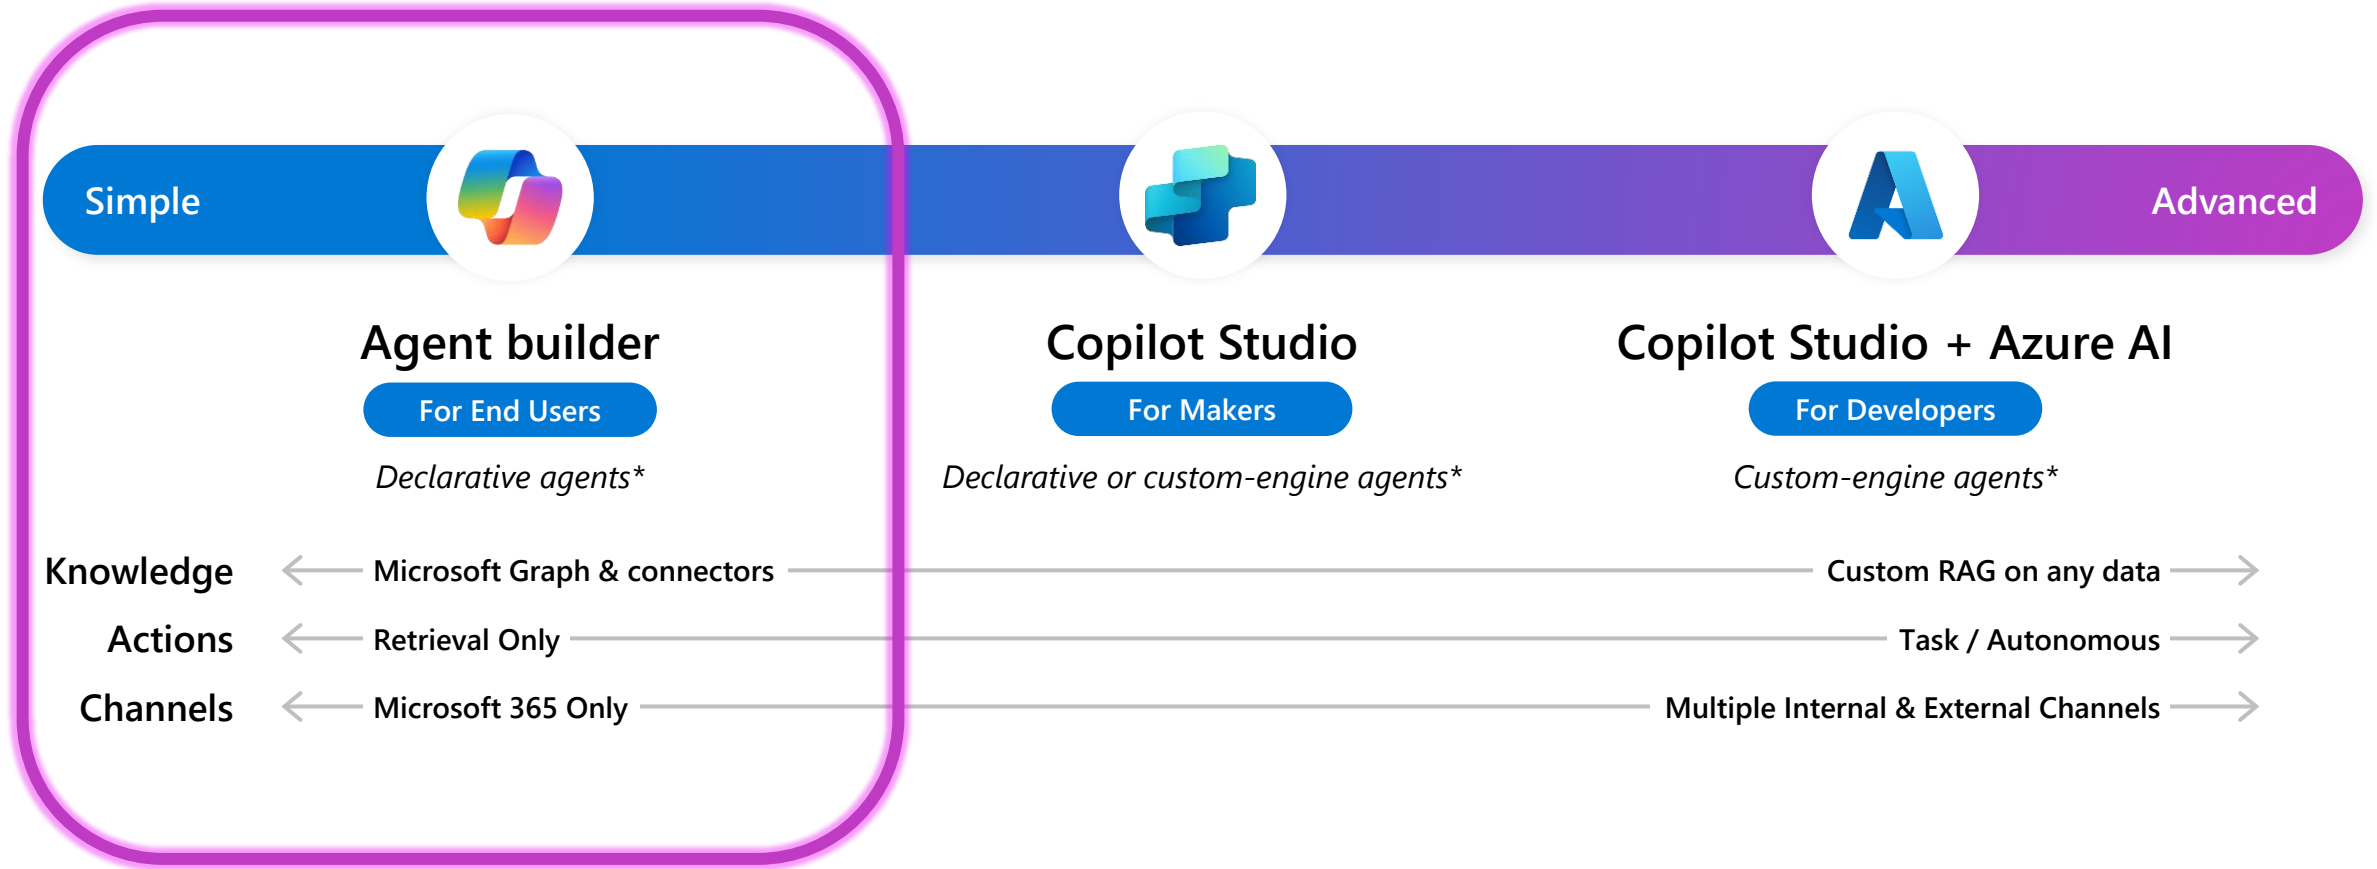 Simple
Advanced
Agent builder
Copilot Studio
Copilot Studio + Azure AI
For End Users
For Makers
For Developers
Declarative agents*
Declarative or custom-engine agents*
Custom-engine agents*
Knowledge Microsoft Graph & connectors Custom RAG on any data
Actions Retrieval Only Task / Autonomous
Channels Microsoft 365 Only Multiple Internal & External Channels